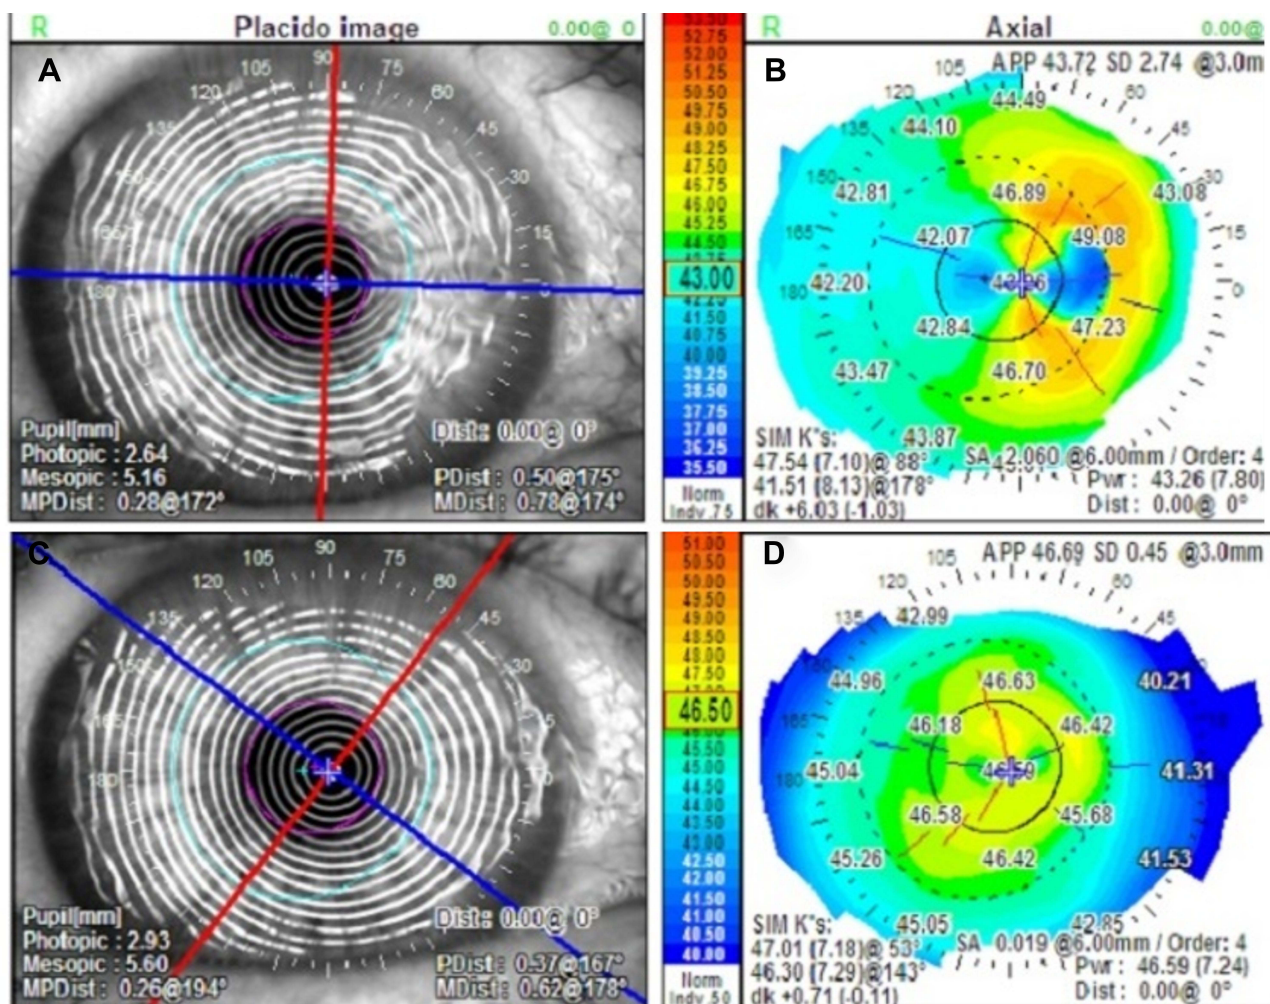 R Placido image 0.00@ 0
A
90
105 75
120 60
135 45
150 30
165 15
180 0
Pupil[mm]
Photopic : 2.64
Mesopic : 5.16
MPDist : 0.28@172°
Dist : 0.00@ 0°
PDist : 0.50@175°
MDist : 0.78@174°
R Axial 0.00@
B
APP 43.72 SD 2.74 @3.0m
53.50
52.75
52.00
51.25
50.50
49.75
49.00
48.25
47.50
46.75
46.00
45.25
44.50
43.00
42.25
41.50
40.75
40.00
39.25
38.50
37.75
37.00
36.25
35.50
Norm
Indv .75
105
120 60
135 45
150 30
165 15
180 0
44.49
44.10
46.89
42.81 43.08
42.07 49.08
42.20
42.84 47.23
43.47 46.70
43.87
SIM K"s:
47.54 (7.10)@ 88°
41.51 (8.13)@178°
dk +6.03 (-1.03)
SA 2.060 @6.00mm / Order: 4
Pwr : 43.26 (7.80)
Dist : 0.00@ 0°
C
90
105 75
120 60
135 45
150 30
165 15
180 0
Pupil[mm]
Photopic : 2.93
Mesopic : 5.60
MPDist : 0.26@194°
Dist : 0.00@ 0°
PDist : 0.37@167°
MDist : 0.62@178°
D
APP 46.69 SD 0.45 @3.0mm
51.00
50.50
50.00
49.50
49.00
48.50
48.00
47.50
46.50
45.50
45.00
44.50
44.00
43.50
43.00
42.50
42.00
41.50
41.00
40.50
40.00
Norm
Indv .50
105
120 60
135 45
165
180
42.99
44.96 46.63 40.21
46.18 46.42
45.04 46.59 41.31
46.58 45.68
45.26 46.42 41.53
45.05 42.85
SIM K"s:
47.01 (7.18)@ 53°
46.30 (7.29)@143°
dk +0.71 (-0.11)
SA 0.019 @6.00mm / Order: 4
Pwr : 46.59 (7.24)
Dist : 0.00@ 0°